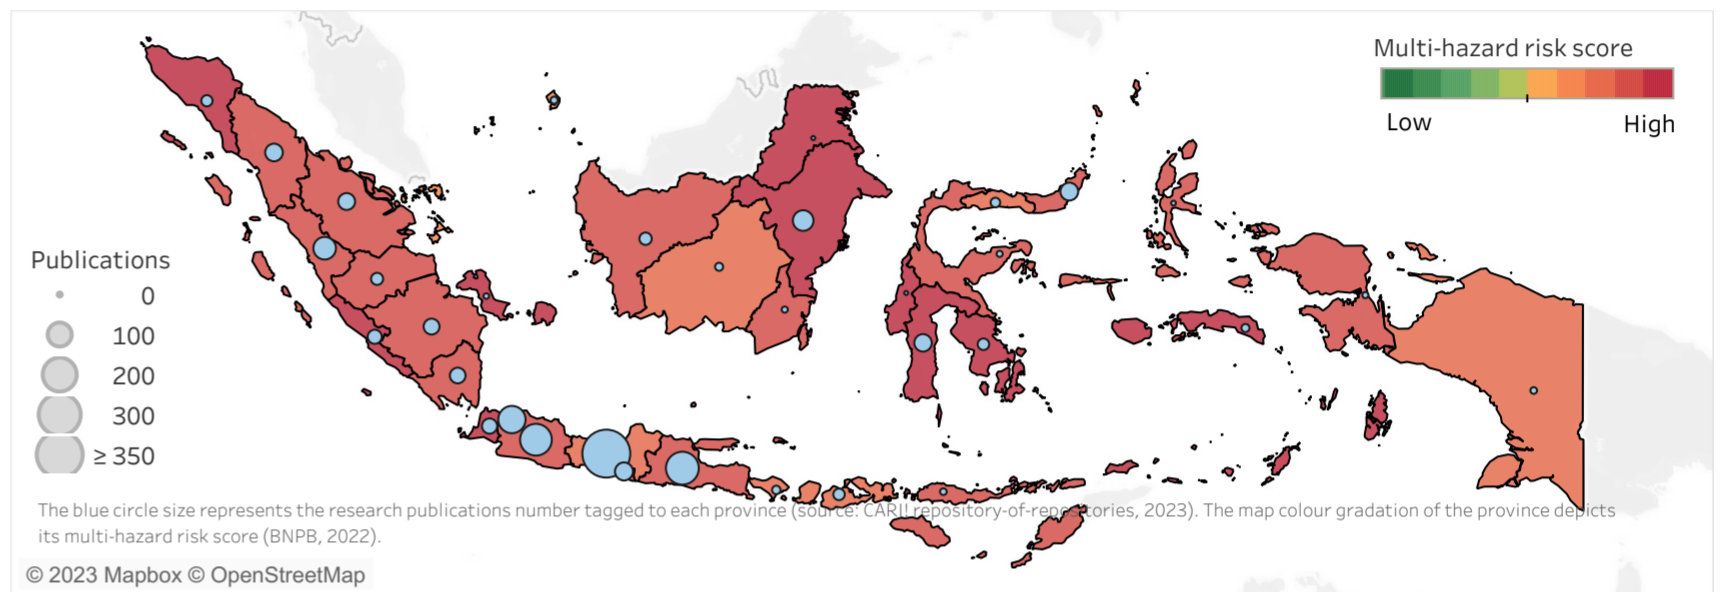 Multi-hazard risk score
Low
High
Publications
0
100
200
300
≥ 350
The blue circle size represents the research publications number tagged to each province (source: CARI! repository-of-repositories, 2023). The map colour gradation of the province depicts
its multi-hazard risk score (BNPB, 2022).
© 2023 Mapbox © OpenStreetMap